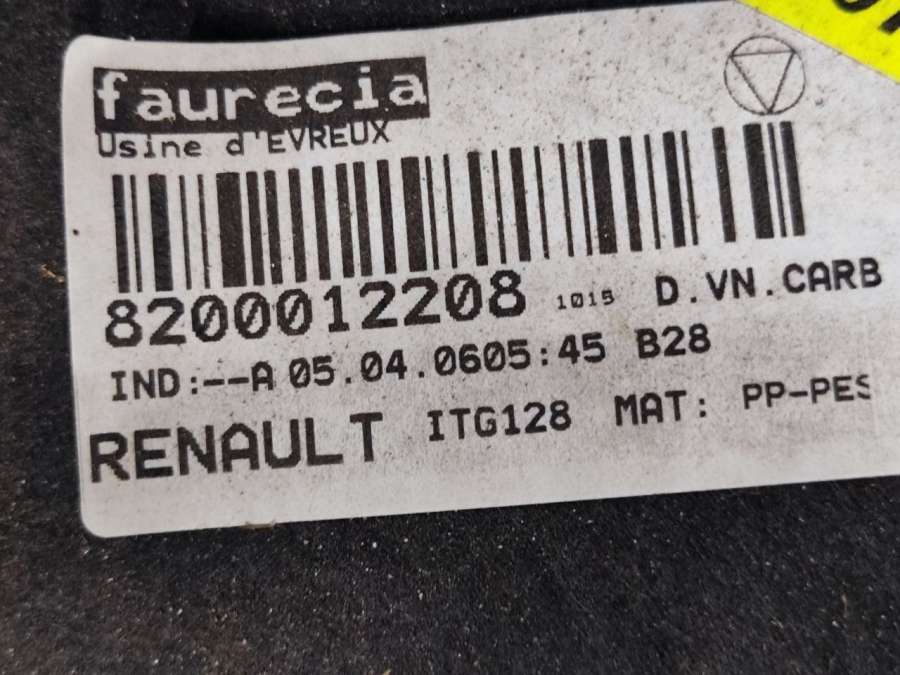 faurecia
Usine d'EVREUX
8200012208 1015 D.VN.CARB
IND:--A 05.04.0605:45 B28
RENAULT ITG128 MAT: PP-PES